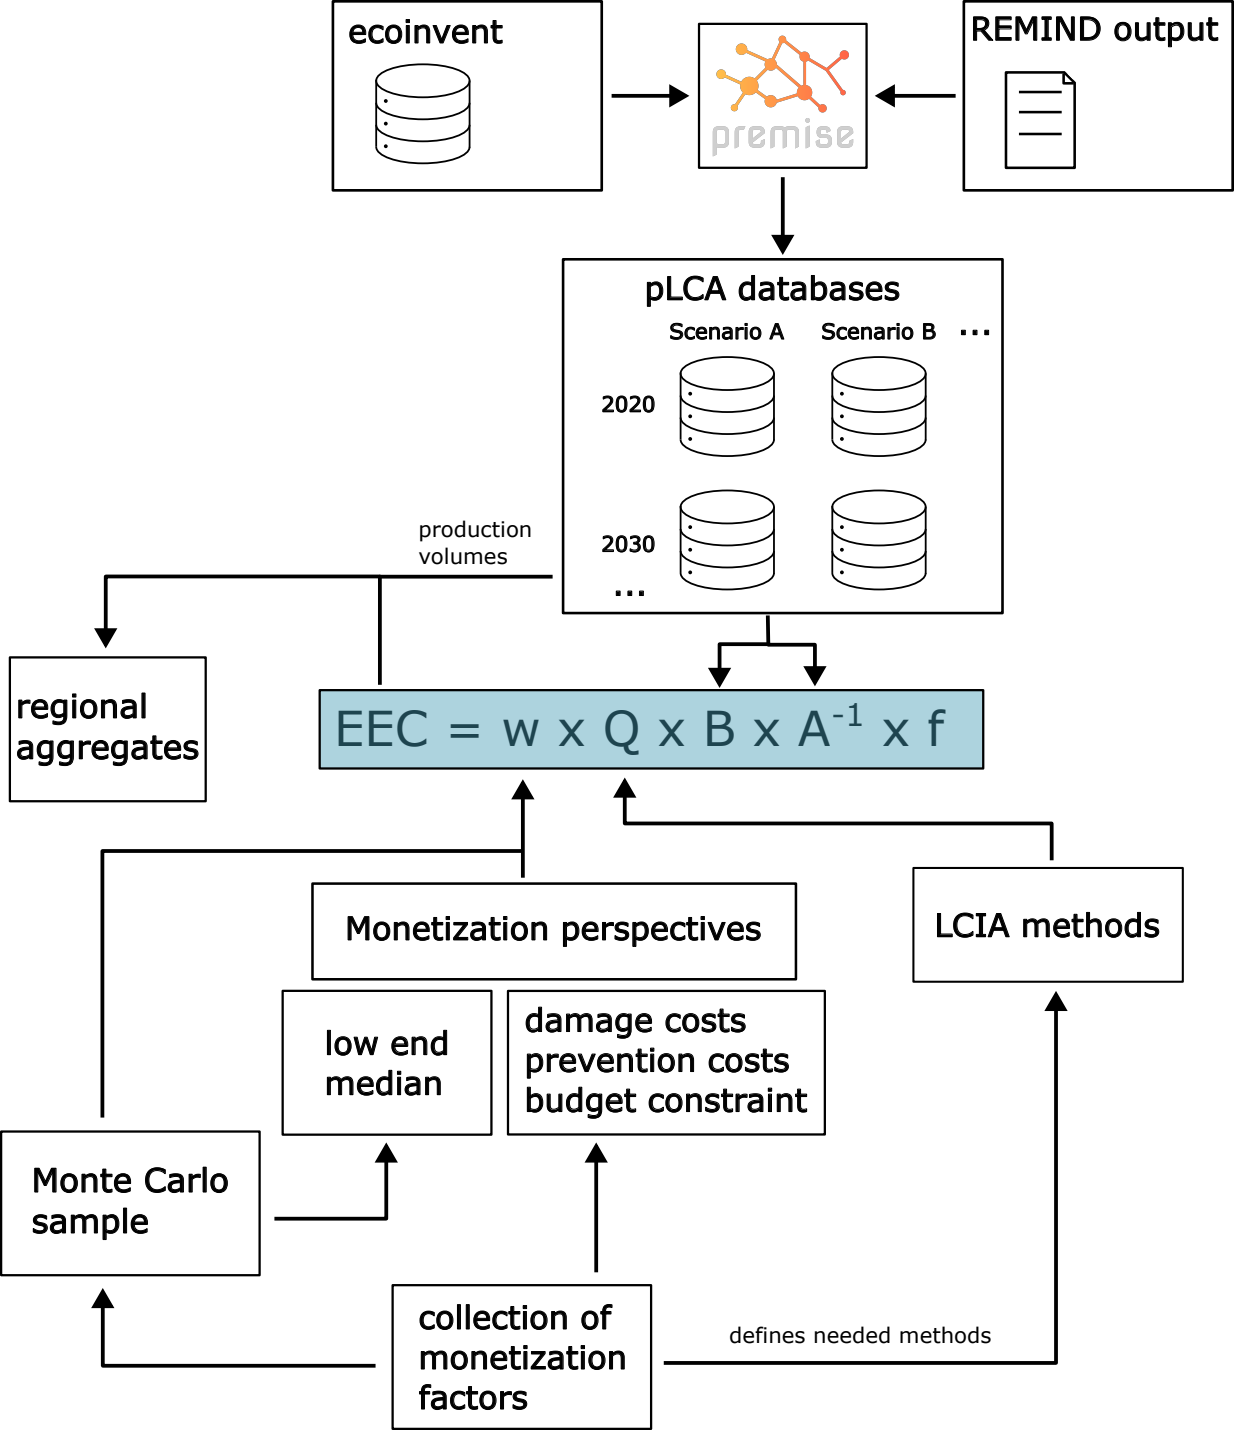 ecoinvent
premise
REMIND output
pLCA databases
Scenario A Scenario B ...
2020
2030
...
production
volumes
regional
aggregates
EEC = w x Q x B x A⁻¹ x f
Monetization perspectives
LCIA methods
low end
median
damage costs
prevention costs
budget constraint
Monte Carlo
sample
collection of
monetization
factors
defines needed methods